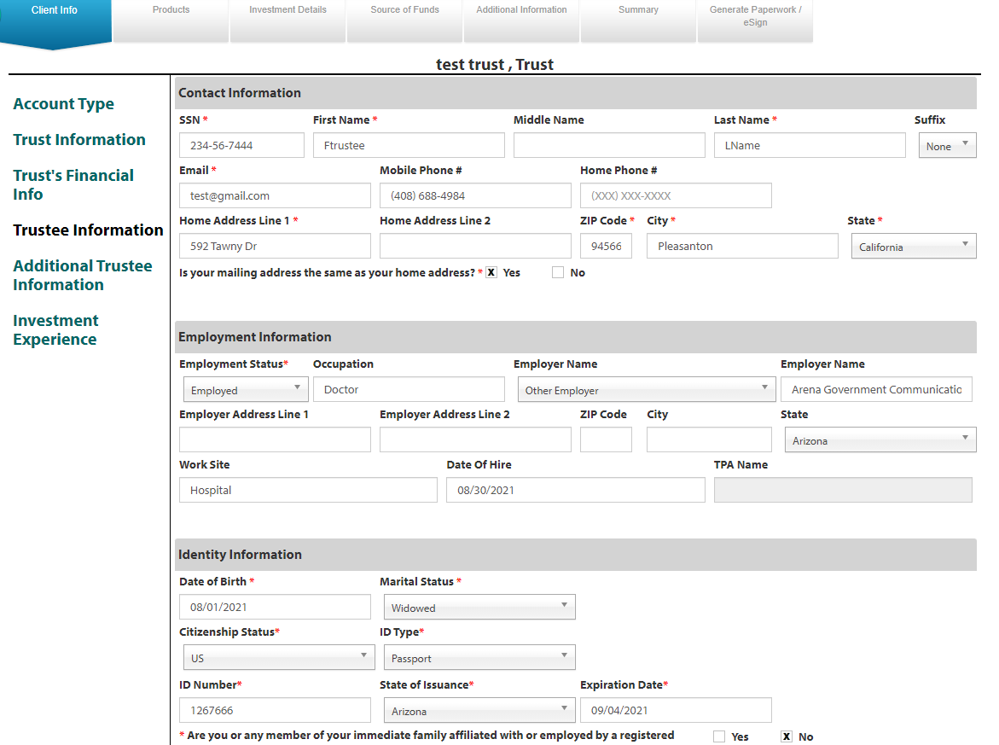 Client Info Products Investment Details Source of Funds Additional Information Summary Generate Paperwork /
eSign
test trust , Trust
Account Type
Trust Information
Trust's Financial
Info
Trustee Information
Additional Trustee
Information
Investment
Experience
Contact Information
SSN * First Name * Middle Name Last Name * Suffix
234-56-7444 Ftrustee LName None
Email * Mobile Phone # Home Phone #
test@gmail.com (408) 688-4984 (XXX) XXX-XXXX
Home Address Line 1 * Home Address Line 2 ZIP Code * City * State *
592 Tawny Dr 94566 Pleasanton California
Is your mailing address the same as your home address? * X Yes No
Employment Information
Employment Status* Occupation Employer Name Employer Name
Employed Doctor Other Employer Arena Government Communicatio
Employer Address Line 1 Employer Address Line 2 ZIP Code City State
Arizona
Work Site Date Of Hire TPA Name
Hospital 08/30/2021
Identity Information
Date of Birth * Marital Status *
08/01/2021 Widowed
Citizenship Status* ID Type*
US Passport
ID Number* State of Issuance* Expiration Date*
1267666 Arizona 09/04/2021
* Are you or any member of your immediate family affiliated with or employed by a registered Yes X No